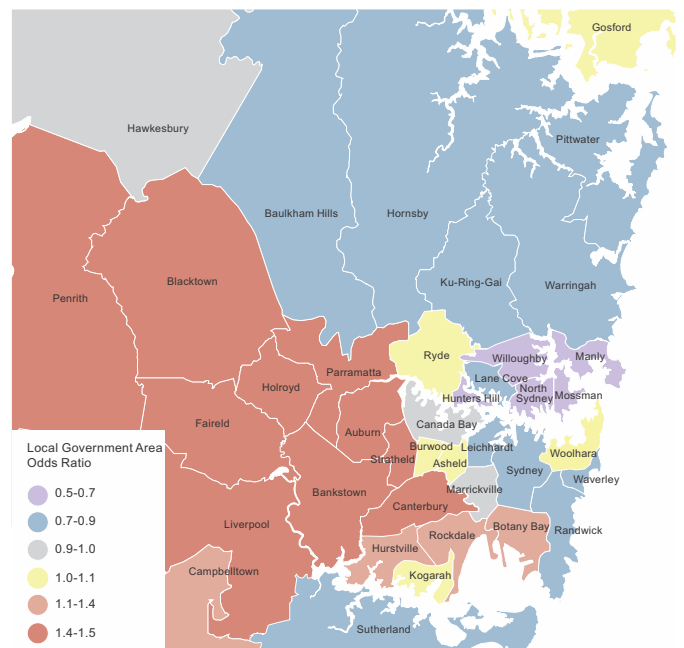 Gosford
Hawkesbury
Pittwater
Baulkham Hills
Hornsby
Blacktown
Ku-Ring-Gai
Warringah
Penrith
Ryde
Willoughby
Manly
Parramatta
Lane Cove
Holroyd
North
Sydney
Mossman
Hunters Hill
Canada Bay
Faireld
Auburn
Burwood
Leichhardt
Local Government Area
Odds Ratio
Stratheld
Asheld
Woolhara
Sydney
Waverley
0.5-0.7
Bankstown
Marrickville
Canterbury
0.7-0.9
Liverpool
Botany Bay
Randwick
Rockdale
0.9-1.0
Hurstville
Campbelltown
Kogarah
1.0-1.1
1.1-1.4
Sutherland
1.4-1.5